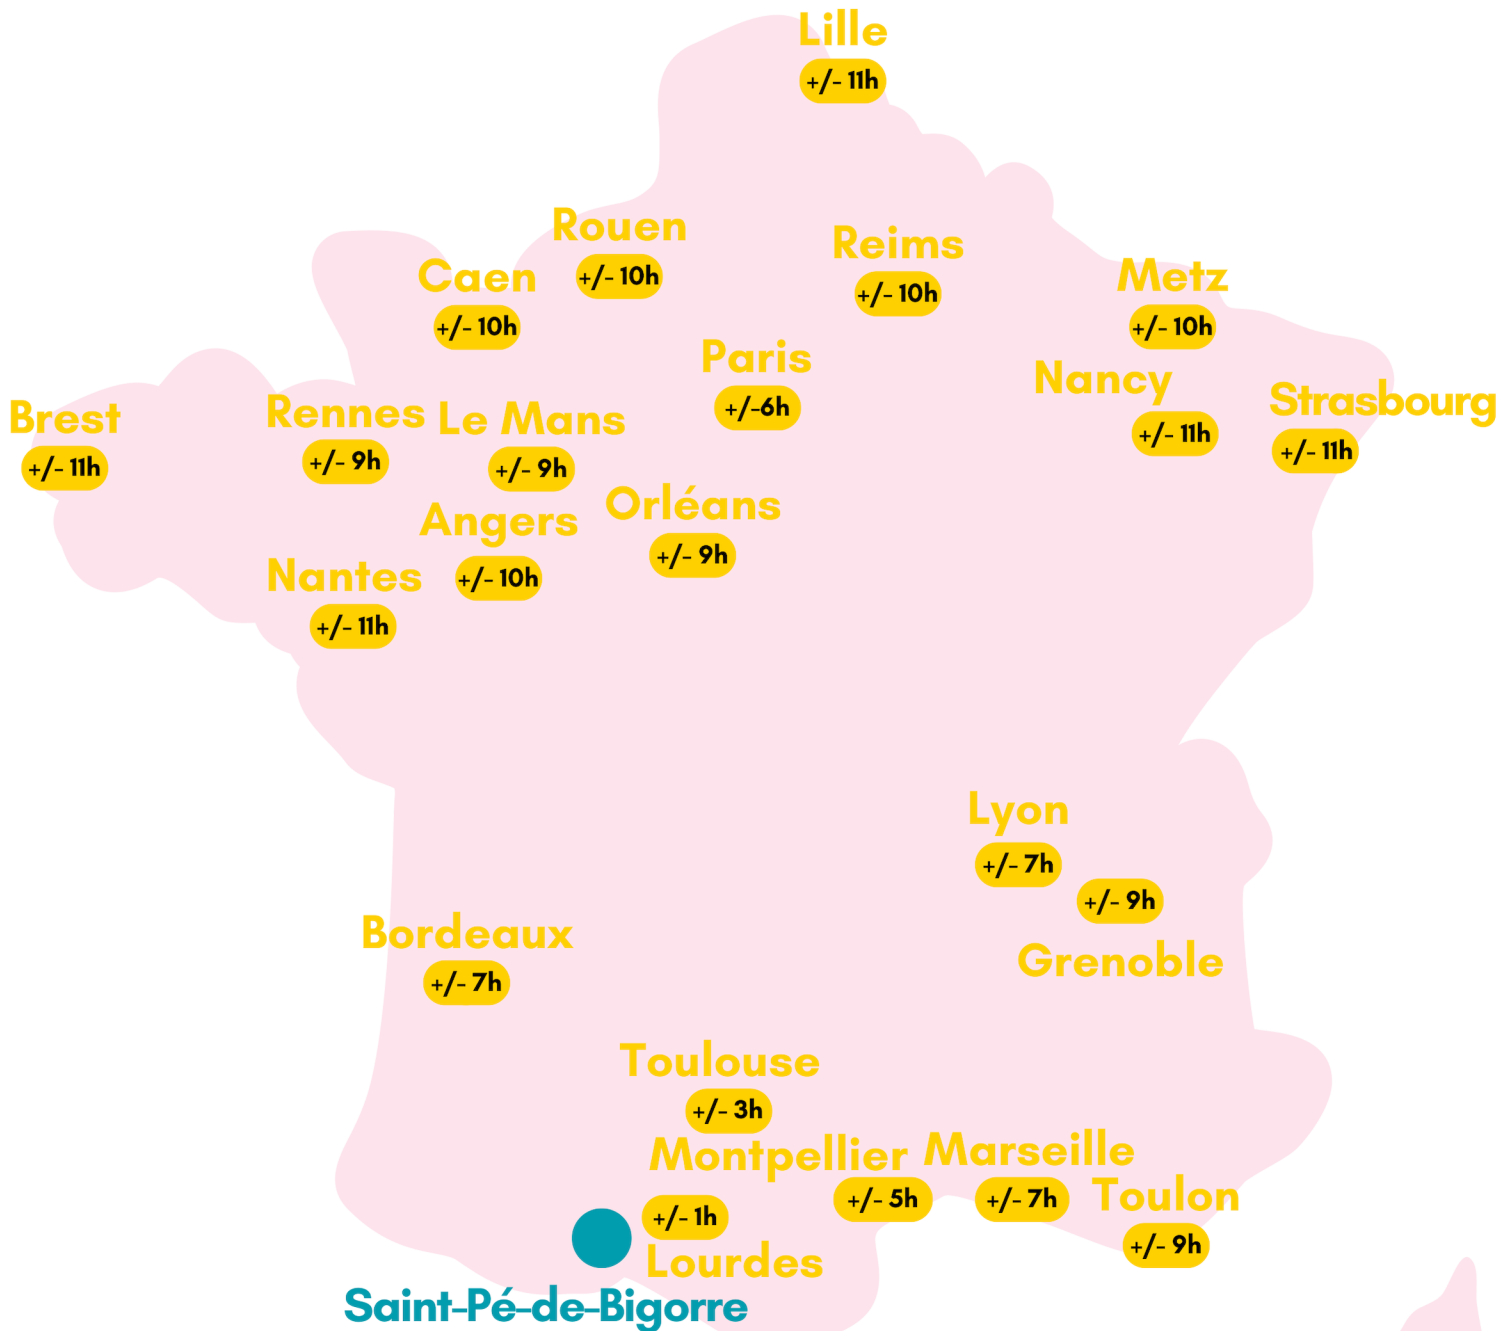 Lille
+/- 11h
Rouen
+/- 10h
Reims
+/- 10h
Caen
+/- 10h
Metz
+/- 10h
Paris
+/-6h
Nancy
+/- 11h
Strasbourg
+/- 11h
Brest
+/- 11h
Rennes
+/- 9h
Le Mans
+/- 9h
Orléans
+/- 9h
Angers
+/- 10h
Nantes
+/- 11h
Lyon
+/- 7h
+/- 9h
Grenoble
Bordeaux
+/- 7h
Toulouse
+/- 3h
Montpellier
+/- 5h
Marseille
+/- 7h
Toulon
+/- 9h
+/- 1h
Lourdes
Saint-Pé-de-Bigorre